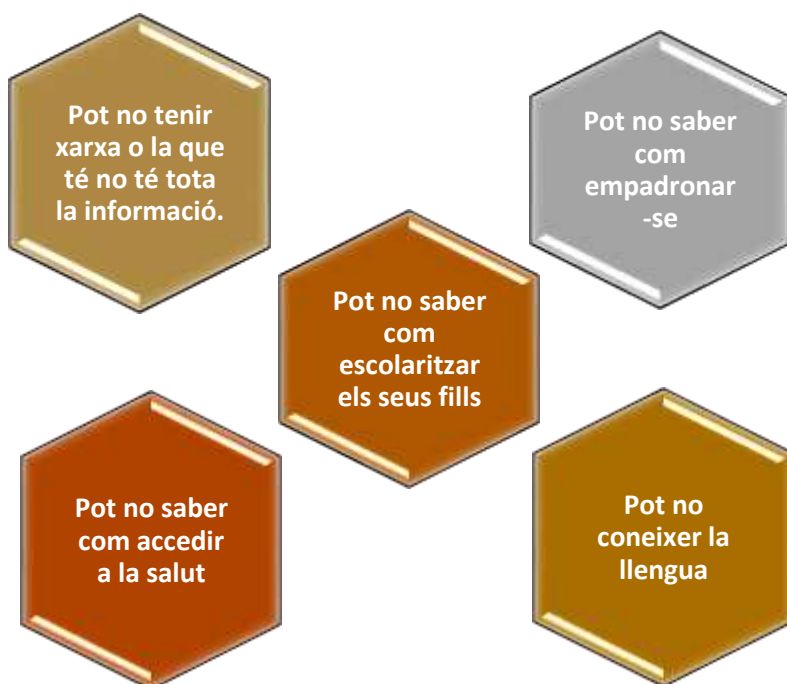 Pot no tenir
xarxa o la que
té no té tota
la informació.
Pot no saber
com
empadronar
-se
Pot no saber
com
escolaritzar
els seus fills
Pot no saber
com accedir
a la salut
Pot no
coneixer la
llengua